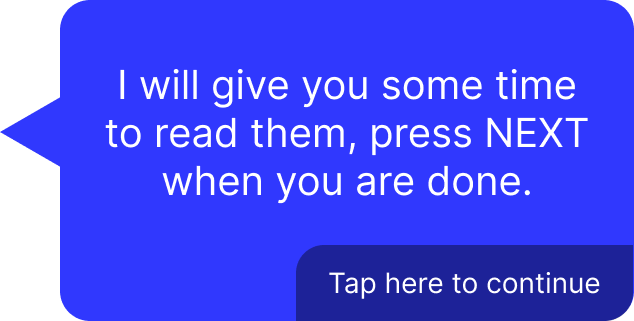 I will give you some time
to read them, press NEXT
when you are done.
Tap here to continue